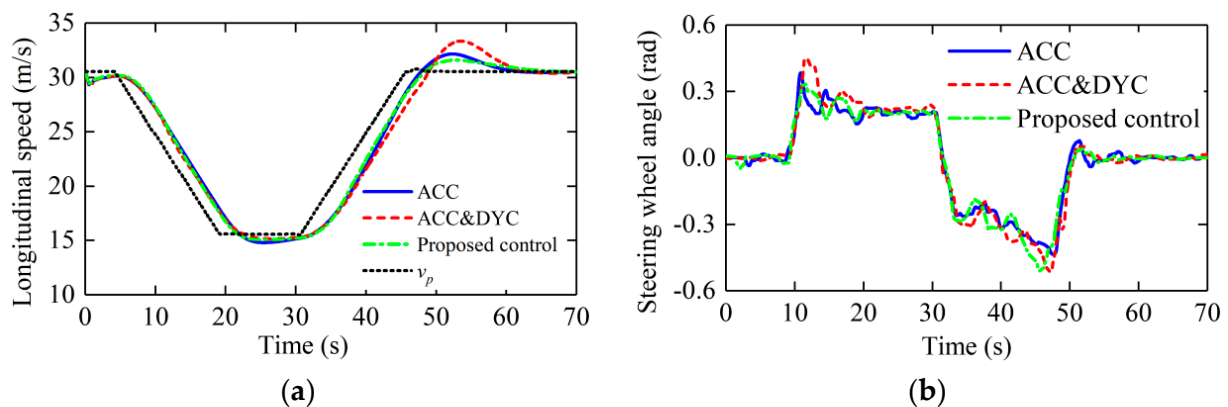 Longitudinal speed (m/s)
35
30
25
20
15
10
ACC
ACC&DYC
Proposed control
vp
0 10 20 30 40 50 60 70
Time (s)
(a)
Steering wheel angle (rad)
0.6
0.3
0.0
-0.3
-0.6
ACC
ACC&DYC
Proposed control
0 10 20 30 40 50 60 70
Time (s)
(b)